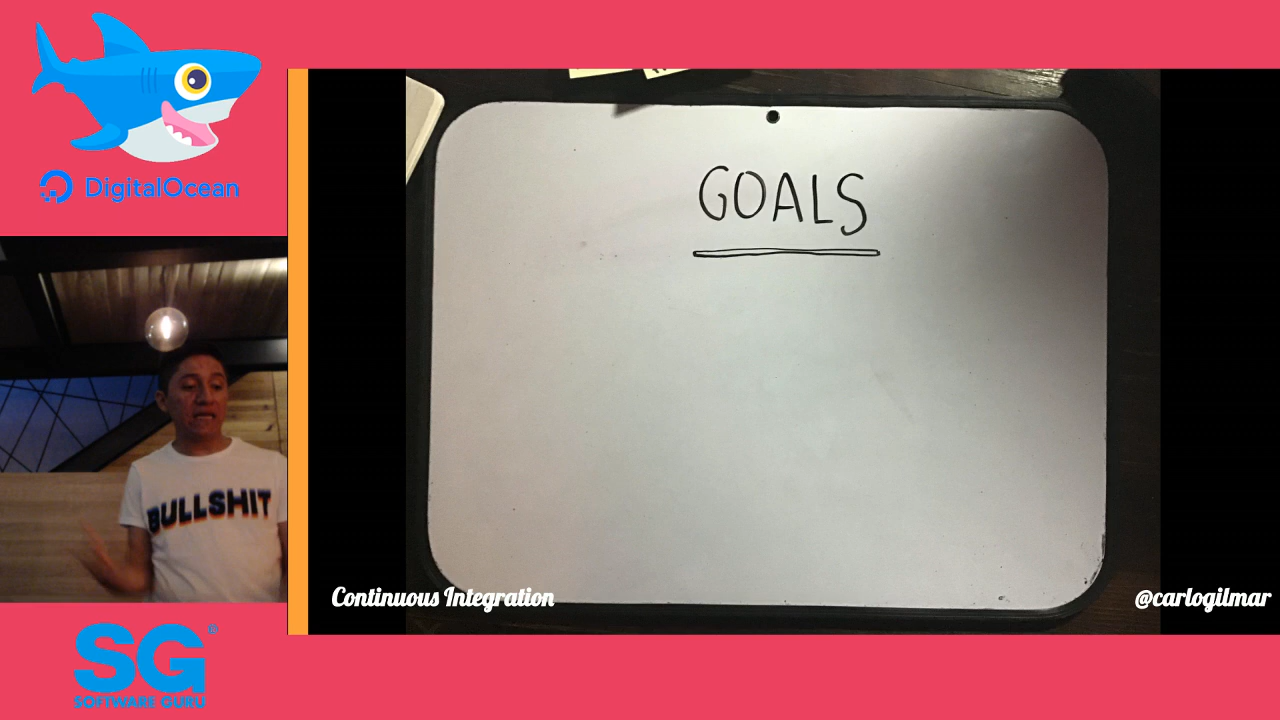 DigitalOcean
BULLSHIT
SG
SOFTWARE GURU
GOALS
Continuous Integration
@carlogilmar